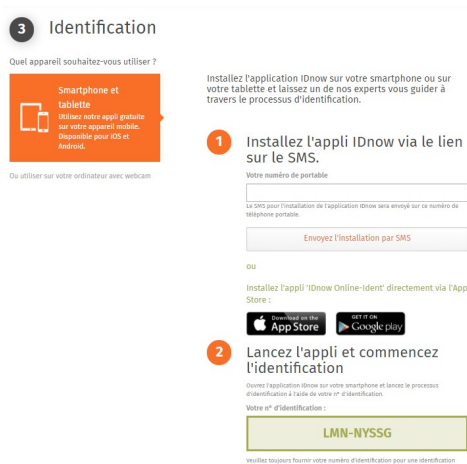 3 Identification
Quel appareil souhaitez-vous utiliser ?
Smartphone et
tablette
Utilisez notre appli gratuite
sur votre appareil mobile.
Disponible pour iOS et
Android.
Ou utiliser sur votre ordinateur avec webcam
Installez l'application IDnow sur votre smartphone ou sur
votre tablette et laissez un de nos experts vous guider à
travers le processus d'identification.
1 Installez l'appli IDnow via le lien
sur le SMS.
Votre numéro de portable
Le SMS pour l'installation de l'application IDnow sera envoyé sur ce numéro de
téléphone portable.
Envoyez l'installation par SMS
ou
Installez l'appli 'IDnow Online-Ident' directement via l'App
Store :
Download on the
App Store
GET IT ON
Google play
2 Lancez l'appli et commencez
l'identification
Ouvrez l'application IDnow sur votre smartphone et lancez le processus
d'identification à l'aide de votre n° d'identification.
Votre n° d'identification :
LMN-NYSSG
Veuillez toujours fournir votre numéro d'identification pour une identification